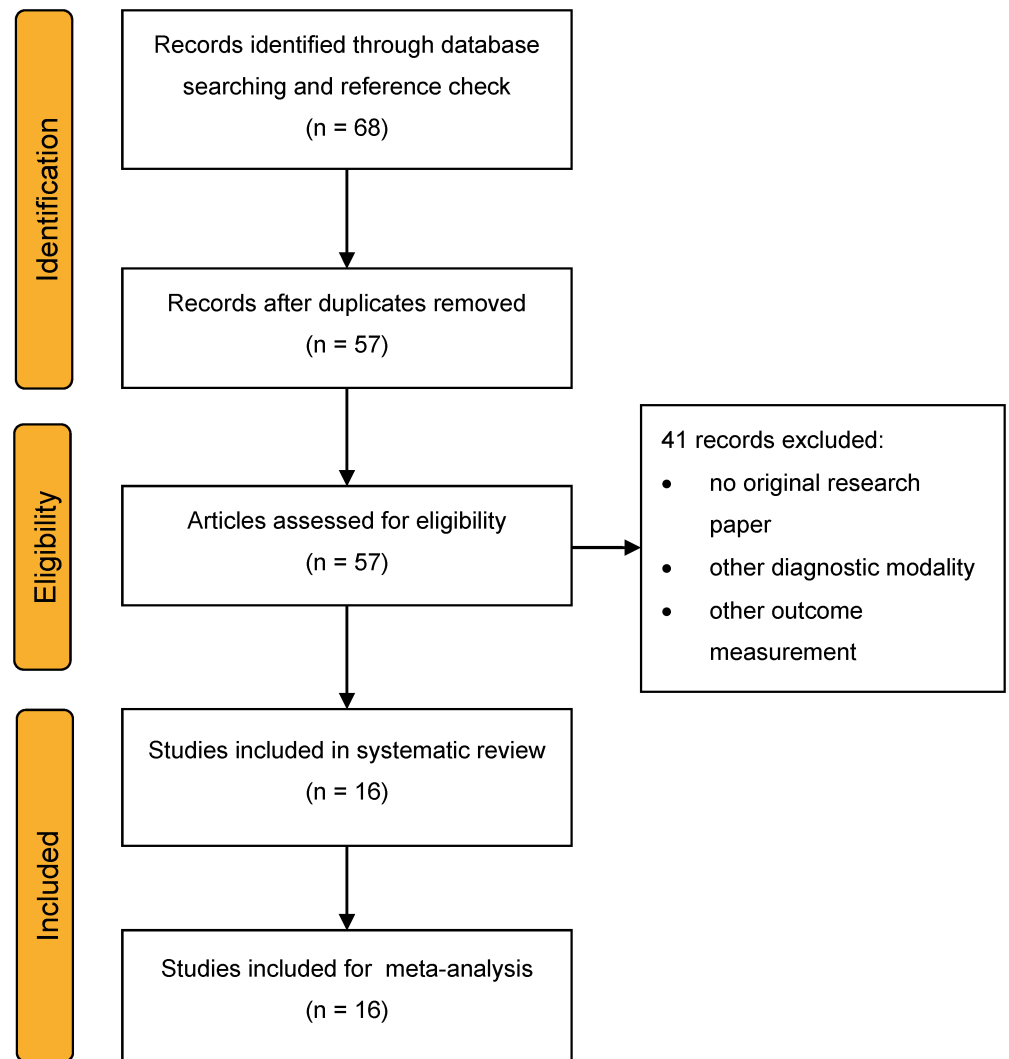 Identification
Records identified through database
searching and reference check
(n = 68)
Records after duplicates removed
(n = 57)
Eligibility
Articles assessed for eligibility
(n = 57)
41 records excluded:
• no original research
paper
• other diagnostic modality
• other outcome
measurement
Included
Studies included in systematic review
(n = 16)
Studies included for meta-analysis
(n = 16)